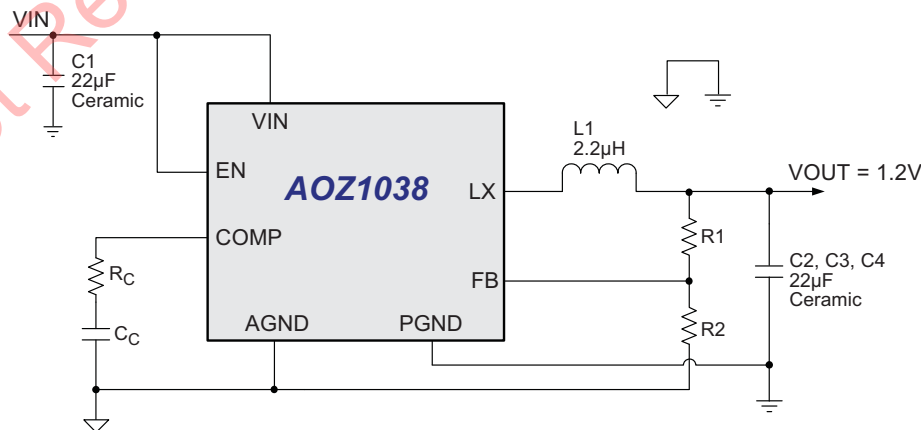 VIN
C1
22µF
Ceramic
VIN
EN
AOZ1038
LX
COMP
FB
AGND
PGND
RC
CC
L1
2.2µH
VOUT = 1.2V
R1
R2
C2, C3, C4
22µF
Ceramic